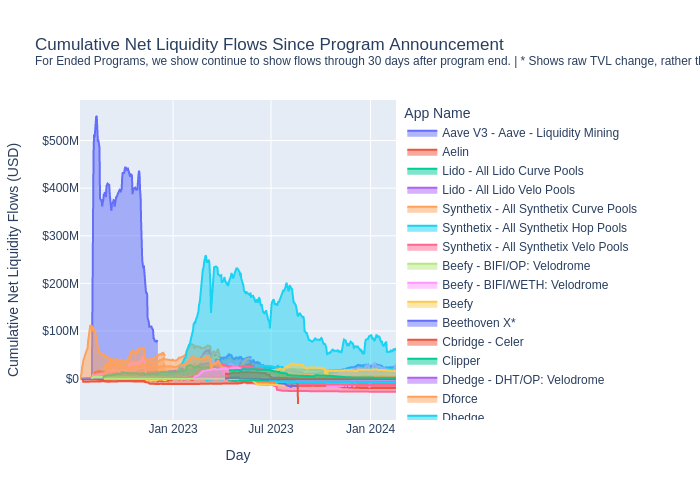 Cumulative Net Liquidity Flows Since Program Announcement
For Ended Programs, we show continue to show flows through 30 days after program end. | * Shows raw TVL change, rather
App Name
Aave V3 - Aave - Liquidity Mining
Aelin
Lido - All Lido Curve Pools
Lido - All Lido Velo Pools
Synthetix - All Synthetix Curve Pools
Synthetix - All Synthetix Hop Pools
Synthetix - All Synthetix Velo Pools
Beefy - BIFI/OP: Velodrome
Beefy - BIFI/WETH: Velodrome
Beefy
Beethoven X*
Cbridge - Celer
Clipper
Dhedge - DHT/OP: Velodrome
Dforce
Dhedge
Cumulative Net Liquidity Flows (USD)
$500M
$400M
$300M
$200M
$100M
$0
Jan 2023
Jul 2023
Jan 2024
Day